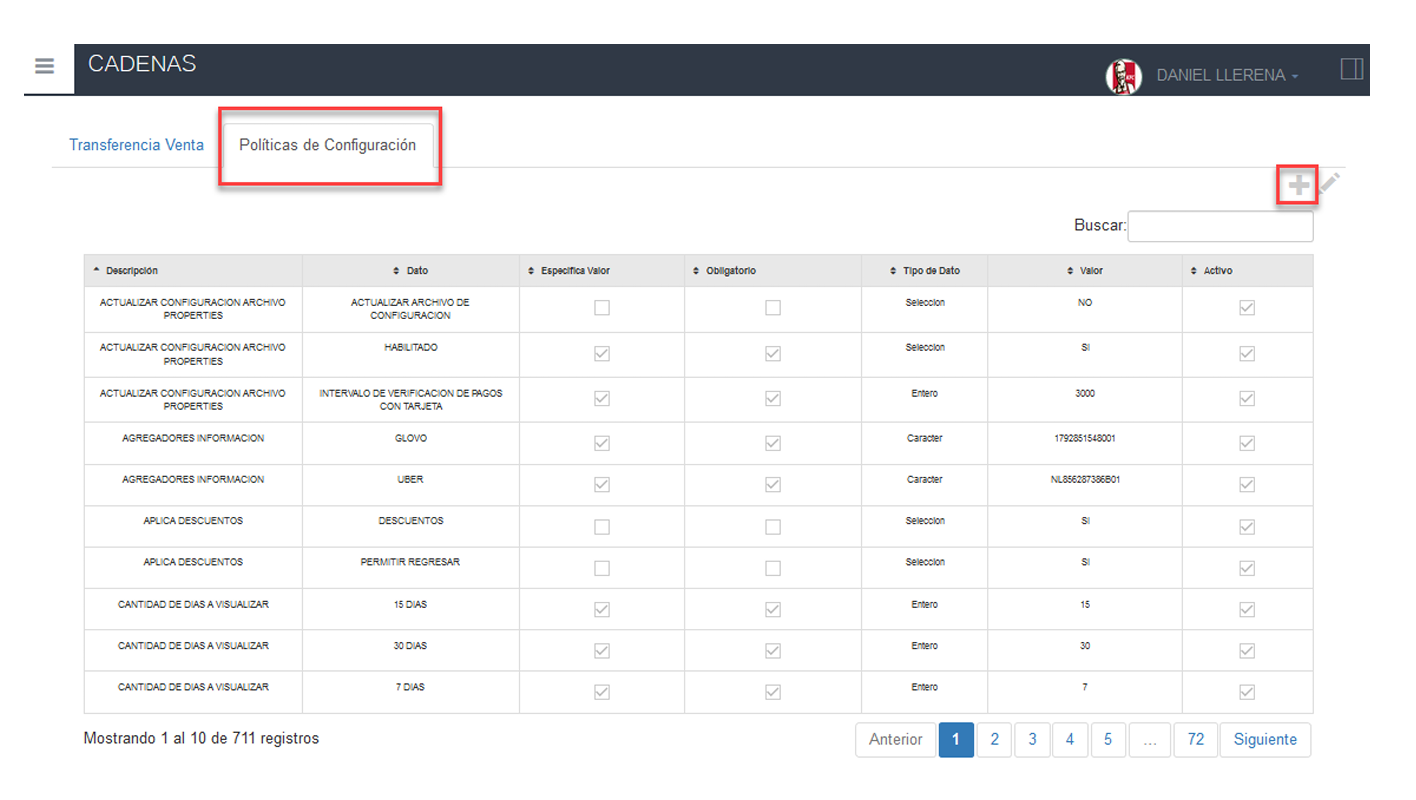 CADENAS
KFC
DANIEL LLERENA
Transferencia Venta
Políticas de Configuración
Buscar:
Descripción Dato Especifica Valor Obligatorio Tipo de Dato Valor Activo
ACTUALIZAR CONFIGURACION ARCHIVO PROPERTIES ACTUALIZAR ARCHIVO DE CONFIGURACION Seleccion NO
ACTUALIZAR CONFIGURACION ARCHIVO PROPERTIES HABILITADO Seleccion SI
ACTUALIZAR CONFIGURACION ARCHIVO PROPERTIES INTERVALO DE VERIFICACION DE PAGOS CON TARJETA Entero 3000
AGREGADORES INFORMACION GLOVO Caracter 1792851548001
AGREGADORES INFORMACION UBER Caracter NL856287386B01
APLICA DESCUENTOS DESCUENTOS Seleccion SI
APLICA DESCUENTOS PERMITIR REGRESAR Seleccion SI
CANTIDAD DE DIAS A VISUALIZAR 15 DIAS Entero 15
CANTIDAD DE DIAS A VISUALIZAR 30 DIAS Entero 30
CANTIDAD DE DIAS A VISUALIZAR 7 DIAS Entero 7
Mostrando 1 al 10 de 711 registros
Anterior 1 2 3 4 5 ... 72 Siguiente